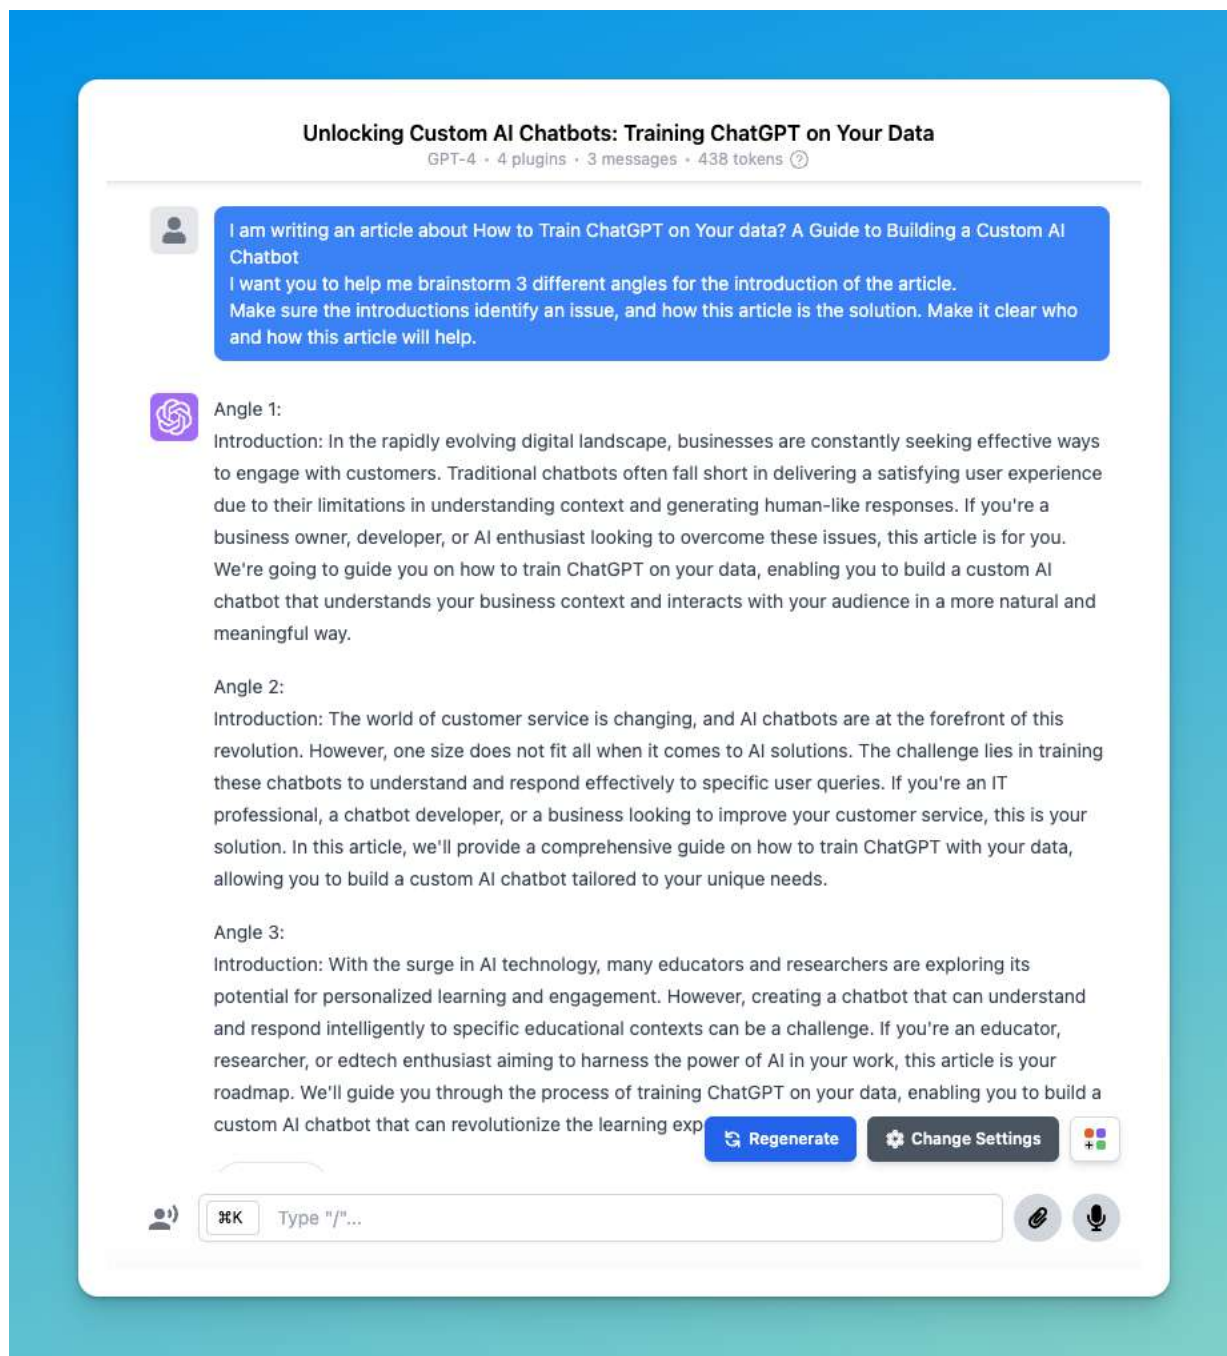 Unlocking Custom AI Chatbots: Training ChatGPT on Your Data
GPT-4 • 4 plugins • 3 messages • 438 tokens ?
I am writing an article about How to Train ChatGPT on Your data? A Guide to Building a Custom AI
Chatbot
I want you to help me brainstorm 3 different angles for the introduction of the article.
Make sure the introductions identify an issue, and how this article is the solution. Make it clear who
and how this article will help.
Angle 1:
Introduction: In the rapidly evolving digital landscape, businesses are constantly seeking effective ways
to engage with customers. Traditional chatbots often fall short in delivering a satisfying user experience
due to their limitations in understanding context and generating human-like responses. If you're a
business owner, developer, or AI enthusiast looking to overcome these issues, this article is for you.
We're going to guide you on how to train ChatGPT on your data, enabling you to build a custom AI
chatbot that understands your business context and interacts with your audience in a more natural and
meaningful way.
Angle 2:
Introduction: The world of customer service is changing, and AI chatbots are at the forefront of this
revolution. However, one size does not fit all when it comes to AI solutions. The challenge lies in training
these chatbots to understand and respond effectively to specific user queries. If you're an IT
professional, a chatbot developer, or a business looking to improve your customer service, this is your
solution. In this article, we'll provide a comprehensive guide on how to train ChatGPT with your data,
allowing you to build a custom AI chatbot tailored to your unique needs.
Angle 3:
Introduction: With the surge in AI technology, many educators and researchers are exploring its
potential for personalized learning and engagement. However, creating a chatbot that can understand
and respond intelligently to specific educational contexts can be a challenge. If you're an educator,
researcher, or edtech enthusiast aiming to harness the power of AI in your work, this article is your
roadmap. We'll guide you through the process of training ChatGPT on your data, enabling you to build a
custom AI chatbot that can revolutionize the learning exp
Regenerate
Change Settings
⌘K Type "/"...